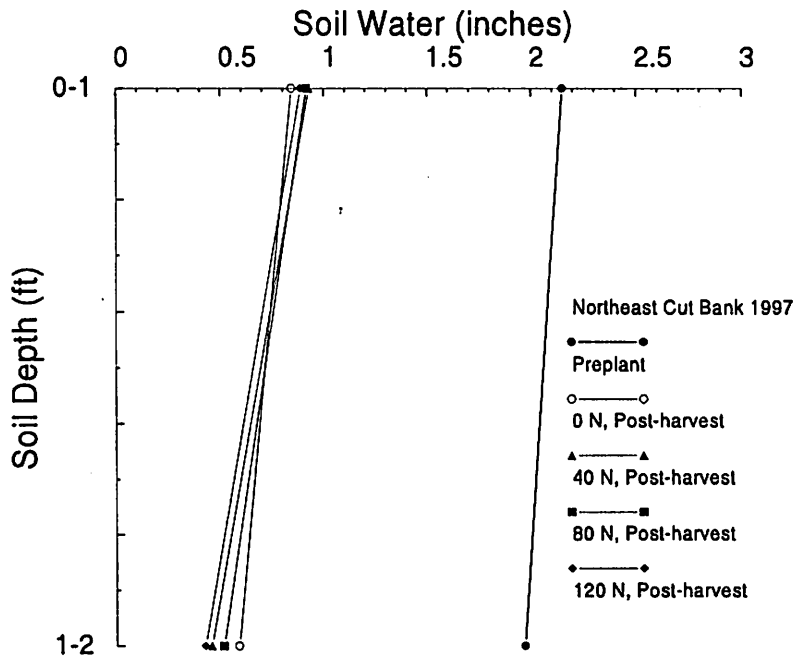 Soil Water (inches)
0 0.5 1 1.5 2 2.5 3
0-1
Soil Depth (ft)
1-2
Northeast Cut Bank 1997
Preplant
0 N, Post-harvest
40 N, Post-harvest
80 N, Post-harvest
120 N, Post-harvest